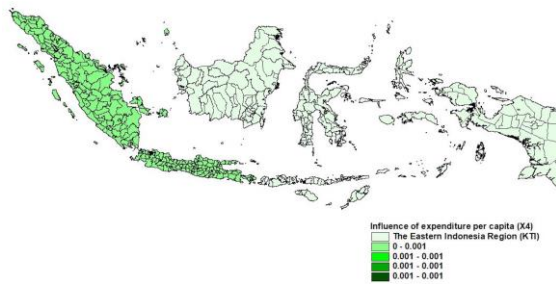 Influence of expenditure per capita (X4)
The Eastern Indonesia Region (KTI)
0 - 0.001
0.001 - 0.001
0.001 - 0.001
0.001 - 0.001